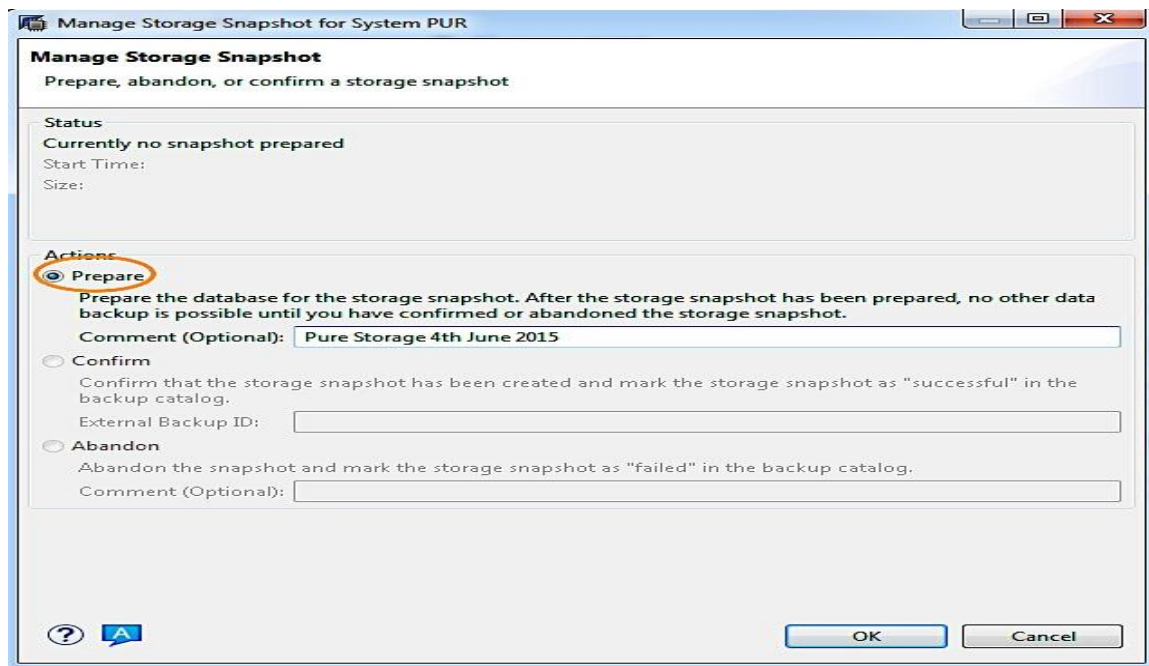 Manage Storage Snapshot for System PUR
Manage Storage Snapshot
Prepare, abandon, or confirm a storage snapshot
Status
Currently no snapshot prepared
Start Time:
Size:
Actions
Prepare
Prepare the database for the storage snapshot. After the storage snapshot has been prepared, no other data
backup is possible until you have confirmed or abandoned the storage snapshot.
Comment (Optional): Pure Storage 4th June 2015
Confirm
Confirm that the storage snapshot has been created and mark the storage snapshot as "successful" in the
backup catalog.
External Backup ID:
Abandon
Abandon the snapshot and mark the storage snapshot as "failed" in the backup catalog.
Comment (Optional):
? A
OK Cancel